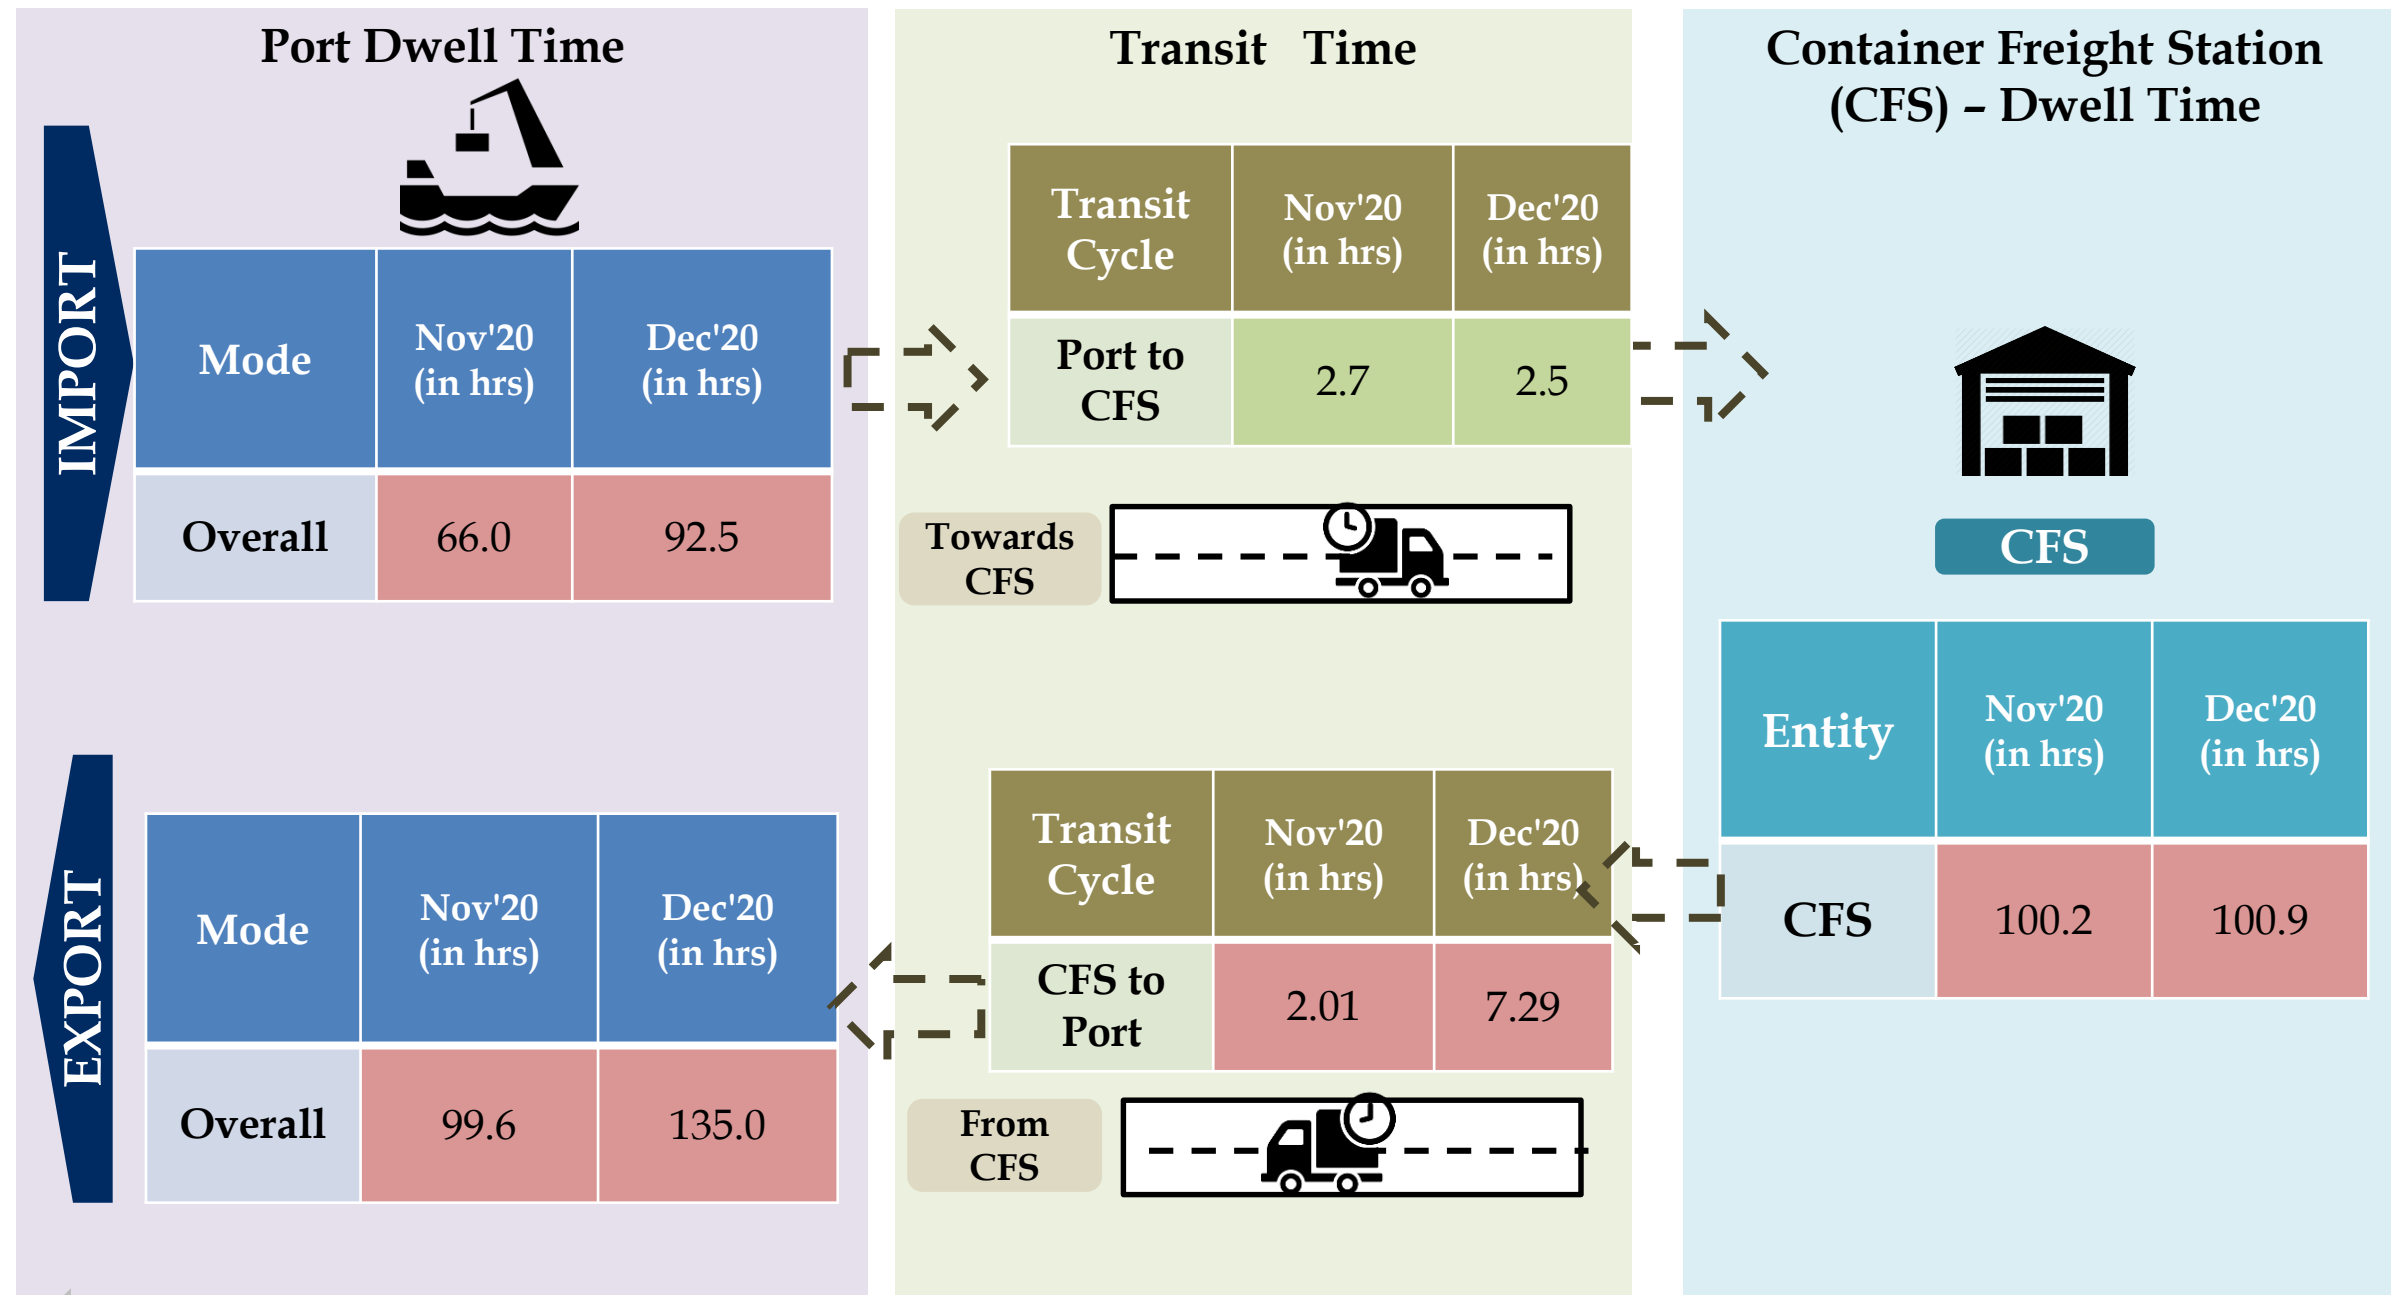 Port Dwell Time
IMPORT
Mode
Nov'20
(in hrs)
Dec'20
(in hrs)
Overall
66.0
92.5
EXPORT
Mode
Nov'20
(in hrs)
Dec'20
(in hrs)
Overall
99.6
135.0
Transit Time
Transit
Cycle
Nov'20
(in hrs)
Dec'20
(in hrs)
Port to
CFS
2.7
2.5
Towards
CFS
Transit
Cycle
Nov'20
(in hrs)
Dec'20
(in hrs)
CFS to
Port
2.01
7.29
From
CFS
Container Freight Station
(CFS) – Dwell Time
CFS
Entity
Nov'20
(in hrs)
Dec'20
(in hrs)
CFS
100.2
100.9